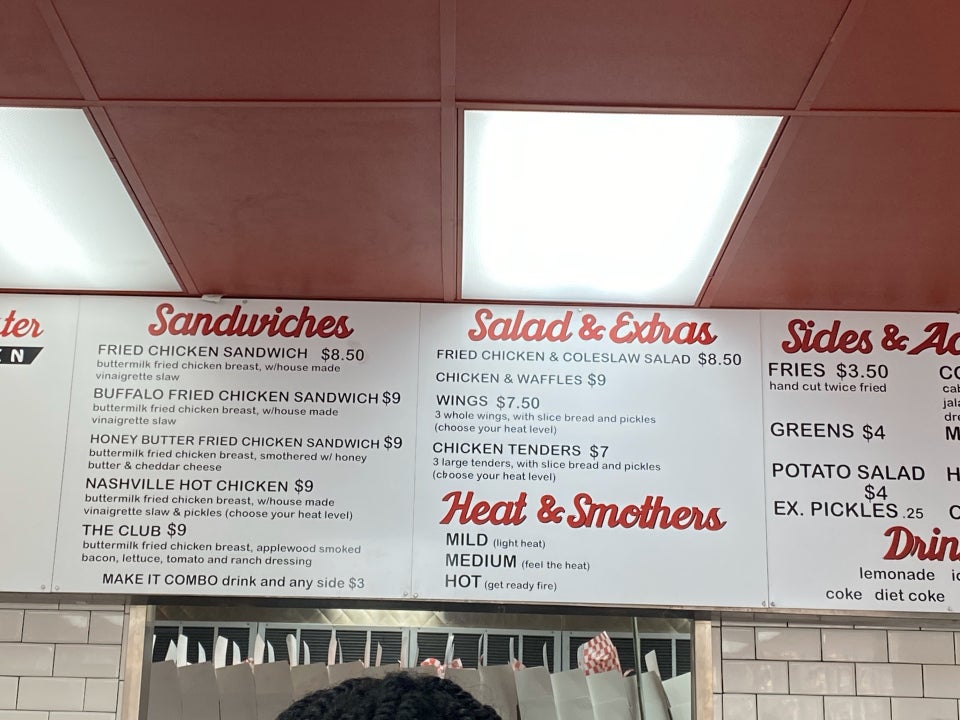 ter
Sandwiches
FRIED CHICKEN SANDWICH $8.50
buttermilk fried chicken breast, w/house made
vinaigrette slaw
BUFFALO FRIED CHICKEN SANDWICH $9
buttermilk fried chicken breast, w/house made
vinaigrette slaw
HONEY BUTTER FRIED CHICKEN SANDWICH $9
buttermilk fried chicken breast, smothered w/ honey
butter & cheddar cheese
NASHVILLE HOT CHICKEN $9
buttermilk fried chicken breast, w/house made
vinaigrette slaw & pickles (choose your heat level)
THE CLUB $9
buttermilk fried chicken breast, applewood smoked
bacon, lettuce, tomato and ranch dressing
MAKE IT COMBO drink and any side $3
Salad & Extras
FRIED CHICKEN & COLESLAW SALAD $8.50
CHICKEN & WAFFLES $9
WINGS $7.50
3 whole wings, with slice bread and pickles
(choose your heat level)
CHICKEN TENDERS $7
3 large tenders, with slice bread and pickles
(choose your heat level)
Heat & Smothers
MILD (light heat)
MEDIUM (feel the heat)
HOT (get ready fire)
Sides & Ad
FRIES $3.50
hand cut twice fried
GREENS $4
POTATO SALAD
$4
EX. PICKLES .25
CO
cab
jala
dre
M
H
C
Drin
lemonade ic
coke diet coke